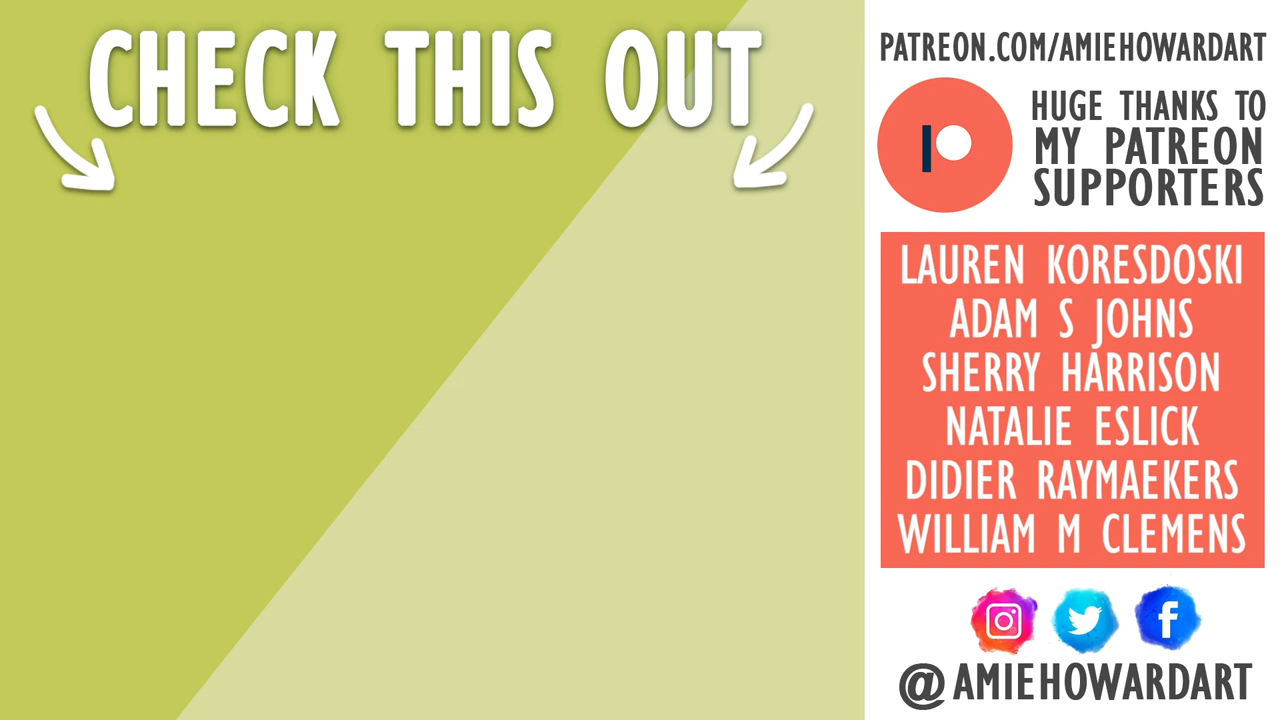 CHECK THIS OUT
PATREON.COM/AMIEHOWARDART
HUGE THANKS TO
MY PATREON
SUPPORTERS
LAUREN KORESDOSKI
ADAM S JOHNS
SHERRY HARRISON
NATALIE ESLICK
DIDIER RAYMAEKERS
WILLIAM M CLEMENS
@AMIEHOWARDART